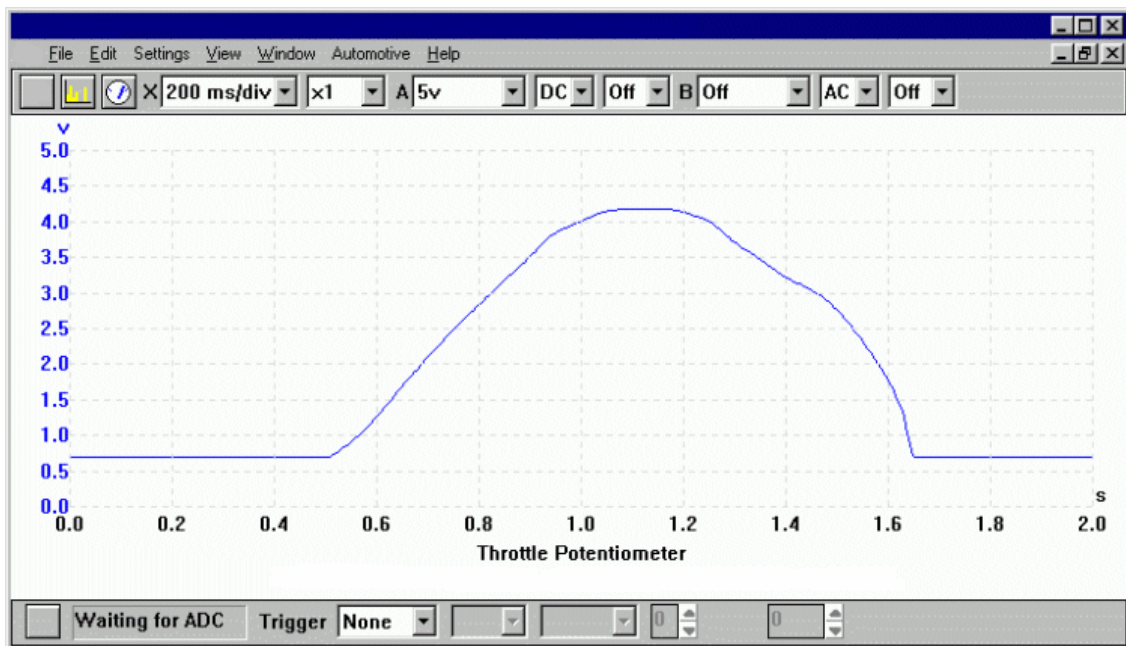 File Edit Settings View Window Automotive Help
X 200 ms/div x1 A 5v DC Off B Off AC Off
v
5.0
4.5
4.0
3.5
3.0
2.5
2.0
1.5
1.0
0.5
0.0
s
0.0 0.2 0.4 0.6 0.8 1.0 1.2 1.4 1.6 1.8 2.0
Throttle Potentiometer
Waiting for ADC Trigger None 0 0